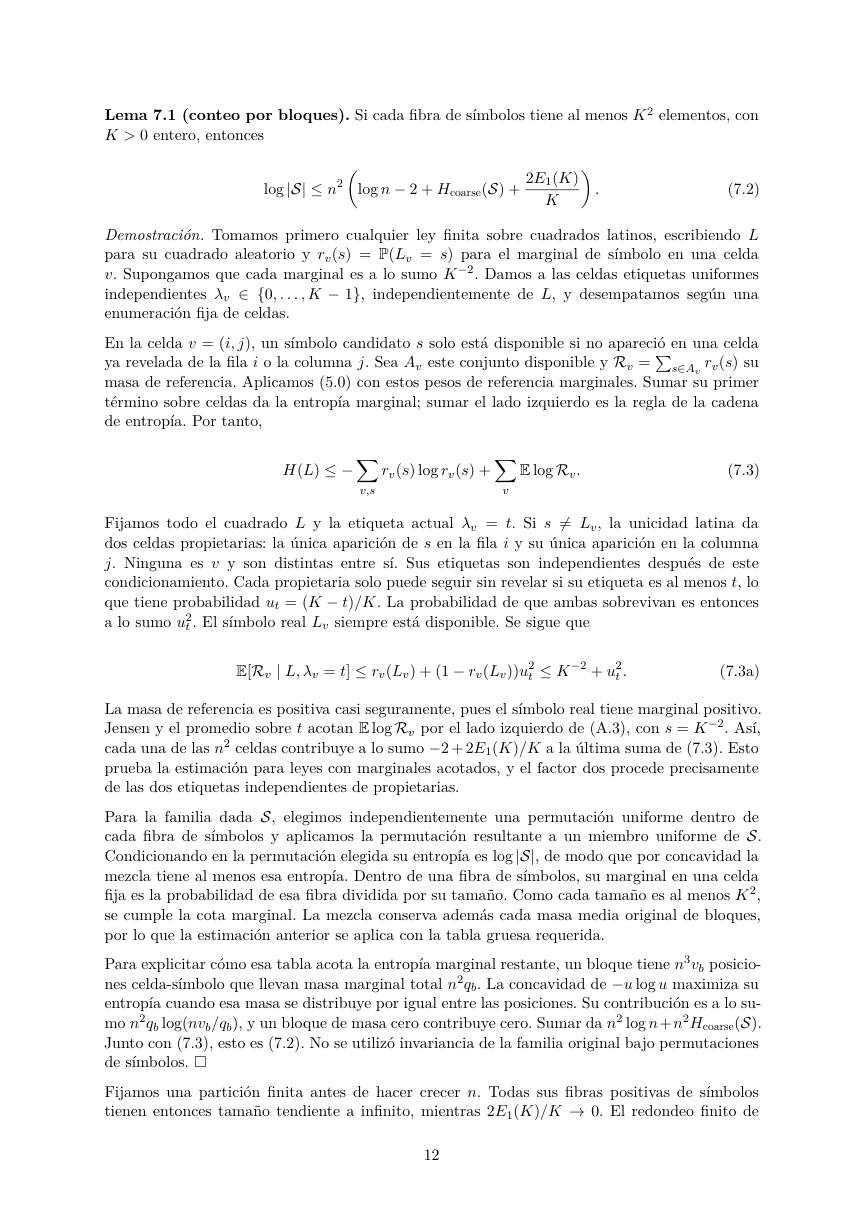 Lema 7.1 (conteo por bloques). Si cada fibra de símbolos tiene al menos K² elementos, con
K > 0 entero, entonces
log |𝒮| ≤ n² (log n − 2 + H_coarse(𝒮) + 2E₁(K)/K). (7.2)
Demostración. Tomamos primero cualquier ley finita sobre cuadrados latinos, escribiendo L
para su cuadrado aleatorio y r_v(s) = ℙ(L_v = s) para el marginal de símbolo en una celda
v. Supongamos que cada marginal es a lo sumo K⁻². Damos a las celdas etiquetas uniformes
independientes λ_v ∈ {0, . . . , K − 1}, independientemente de L, y desempatamos según una
enumeración fija de celdas.
En la celda v = (i, j), un símbolo candidato s solo está disponible si no apareció en una celda
ya revelada de la fila i o la columna j. Sea A_v este conjunto disponible y ℛ_v = ∑_{s∈A_v} r_v(s) su
masa de referencia. Aplicamos (5.0) con estos pesos de referencia marginales. Sumar su primer
término sobre celdas da la entropía marginal; sumar el lado izquierdo es la regla de la cadena
de entropía. Por tanto,
H(L) ≤ − ∑_{v,s} r_v(s) log r_v(s) + ∑_v 𝔼 log ℛ_v. (7.3)
Fijamos todo el cuadrado L y la etiqueta actual λ_v = t. Si s ≠ L_v, la unicidad latina da
dos celdas propietarias: la única aparición de s en la fila i y su única aparición en la columna
j. Ninguna es v y son distintas entre sí. Sus etiquetas son independientes después de este
condicionamiento. Cada propietaria solo puede seguir sin revelar si su etiqueta es al menos t, lo
que tiene probabilidad u_t = (K − t)/K. La probabilidad de que ambas sobrevivan es entonces
a lo sumo u_t². El símbolo real L_v siempre está disponible. Se sigue que
𝔼[ℛ_v | L, λ_v = t] ≤ r_v(L_v) + (1 − r_v(L_v))u_t² ≤ K⁻² + u_t². (7.3a)
La masa de referencia es positiva casi seguramente, pues el símbolo real tiene marginal positivo.
Jensen y el promedio sobre t acotan 𝔼 log ℛ_v por el lado izquierdo de (A.3), con s = K⁻². Así,
cada una de las n² celdas contribuye a lo sumo −2 + 2E₁(K)/K a la última suma de (7.3). Esto
prueba la estimación para leyes con marginales acotados, y el factor dos procede precisamente
de las dos etiquetas independientes de propietarias.
Para la familia dada 𝒮, elegimos independientemente una permutación uniforme dentro de
cada fibra de símbolos y aplicamos la permutación resultante a un miembro uniforme de 𝒮.
Condicionando en la permutación elegida su entropía es log |𝒮|, de modo que por concavidad la
mezcla tiene al menos esa entropía. Dentro de una fibra de símbolos, su marginal en una celda
fija es la probabilidad de esa fibra dividida por su tamaño. Como cada tamaño es al menos K²,
se cumple la cota marginal. La mezcla conserva además cada masa media original de bloques,
por lo que la estimación anterior se aplica con la tabla gruesa requerida.
Para explicitar cómo esa tabla acota la entropía marginal restante, un bloque tiene n³v_b posicio-
nes celda-símbolo que llevan masa marginal total n²q_b. La concavidad de −u log u maximiza su
entropía cuando esa masa se distribuye por igual entre las posiciones. Su contribución es a lo su-
mo n²q_b log(nv_b/q_b), y un bloque de masa cero contribuye cero. Sumar da n² log n+n²H_coarse(𝒮).
Junto con (7.3), esto es (7.2). No se utilizó invariancia de la familia original bajo permutaciones
de símbolos. □
Fijamos una partición finita antes de hacer crecer n. Todas sus fibras positivas de símbolos
tienen entonces tamaño tendiente a infinito, mientras 2E₁(K)/K → 0. El redondeo finito de
12